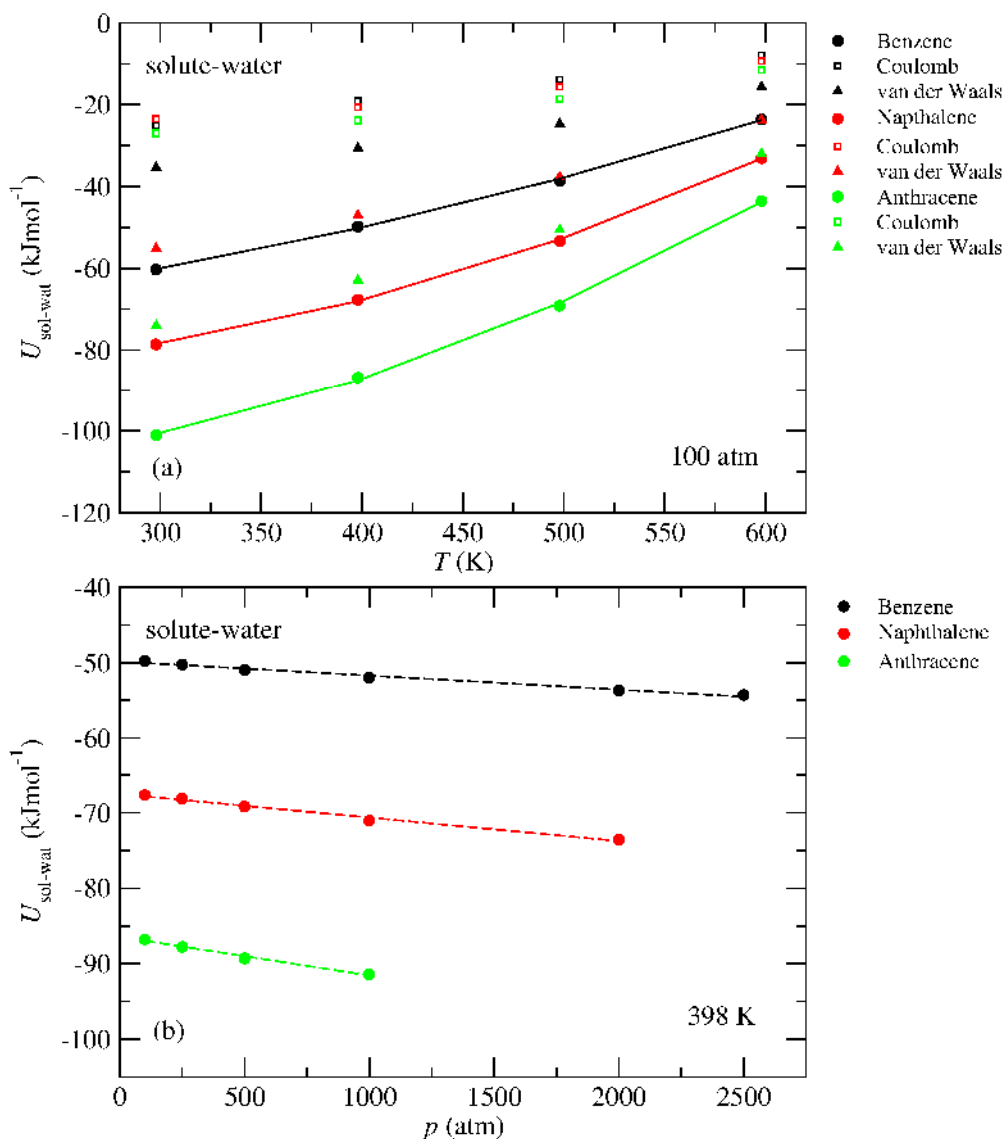 0
-20
-40
-60
-80
-100
-120
U_sol-wat (kJmol⁻¹)
solute-water
(a)
100 atm
300 350 400 450 500 550 600
T (K)
Benzene
Coulomb
van der Waals
Napthalene
Coulomb
van der Waals
Anthracene
Coulomb
van der Waals
-40
-50
-60
-70
-80
-90
-100
U_sol-wat (kJmol⁻¹)
solute-water
(b)
398 K
0 500 1000 1500 2000 2500
p (atm)
Benzene
Naphthalene
Anthracene